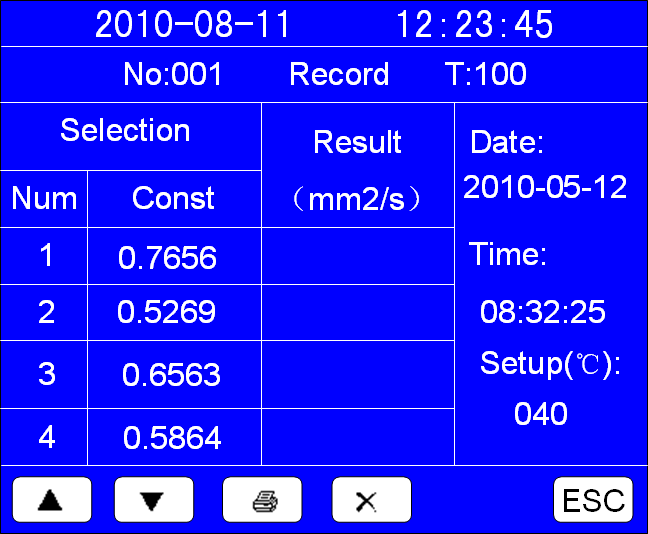 2010-08-11 12:23:45
No:001 Record T:100
Selection
Result
（mm2/s）
Num Const
1 0.7656
2 0.5269
3 0.6563
4 0.5864
Date:
2010-05-12
Time:
08:32:25
Setup(℃):
040
ESC